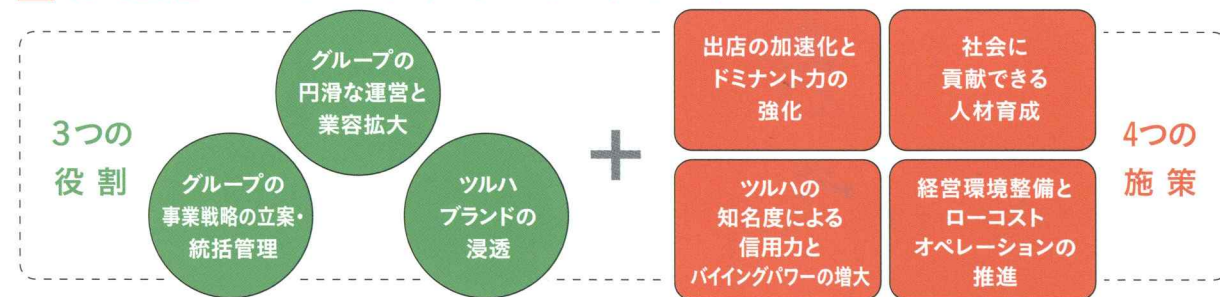 3つの
役割
グループの
円滑な運営と
業容拡大
グループの
事業戦略の立案・
統括管理
ツルハ
ブランドの
浸透
+
出店の加速化と
ドミナント力の
強化
社会に
貢献できる
人材育成
ツルハの
知名度による
信用力と
バイイングパワーの増大
経営環境整備と
ローコスト
オペレーションの
推進
4つの
施策